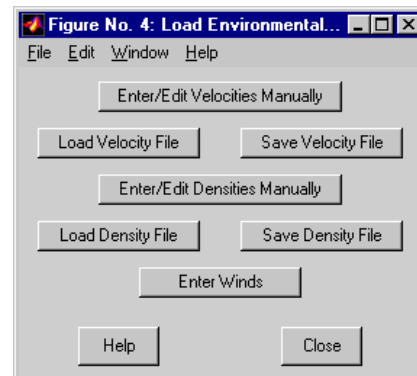 Figure No. 4: Load Environmental...
File Edit Window Help
Enter/Edit Velocities Manually
Load Velocity File Save Velocity File
Enter/Edit Densities Manually
Load Density File Save Density File
Enter Winds
Help Close